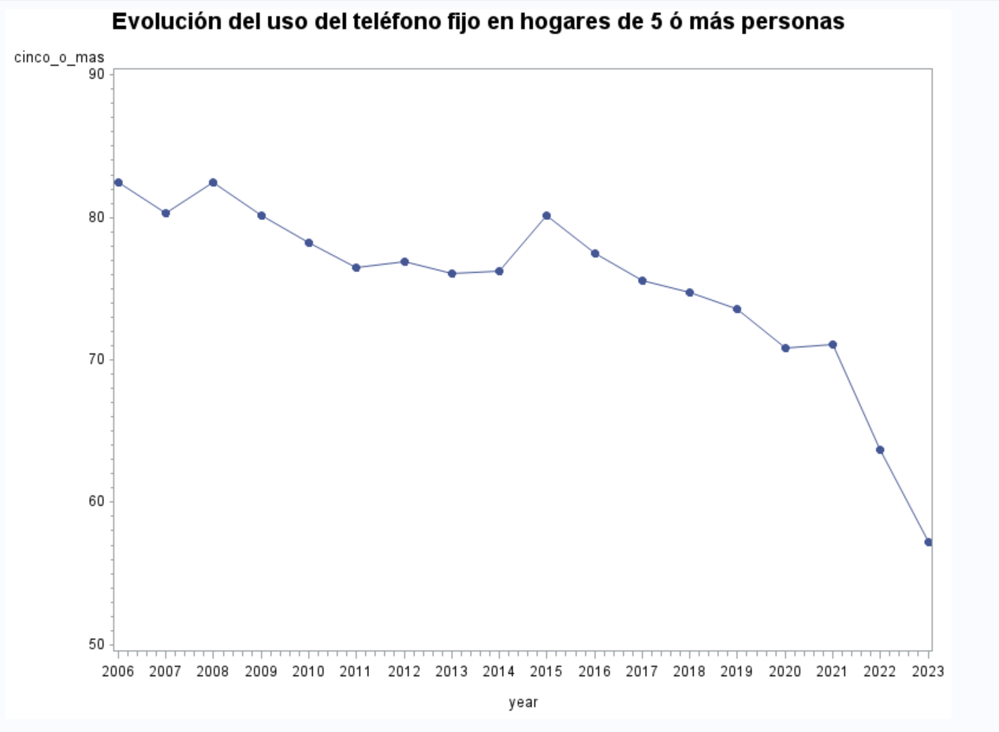 Evolución del uso del teléfono fijo en hogares de 5 ó más personas
cinco_o_mas
90
80
70
60
50
2006 2007 2008 2009 2010 2011 2012 2013 2014 2015 2016 2017 2018 2019 2020 2021 2022 2023
year